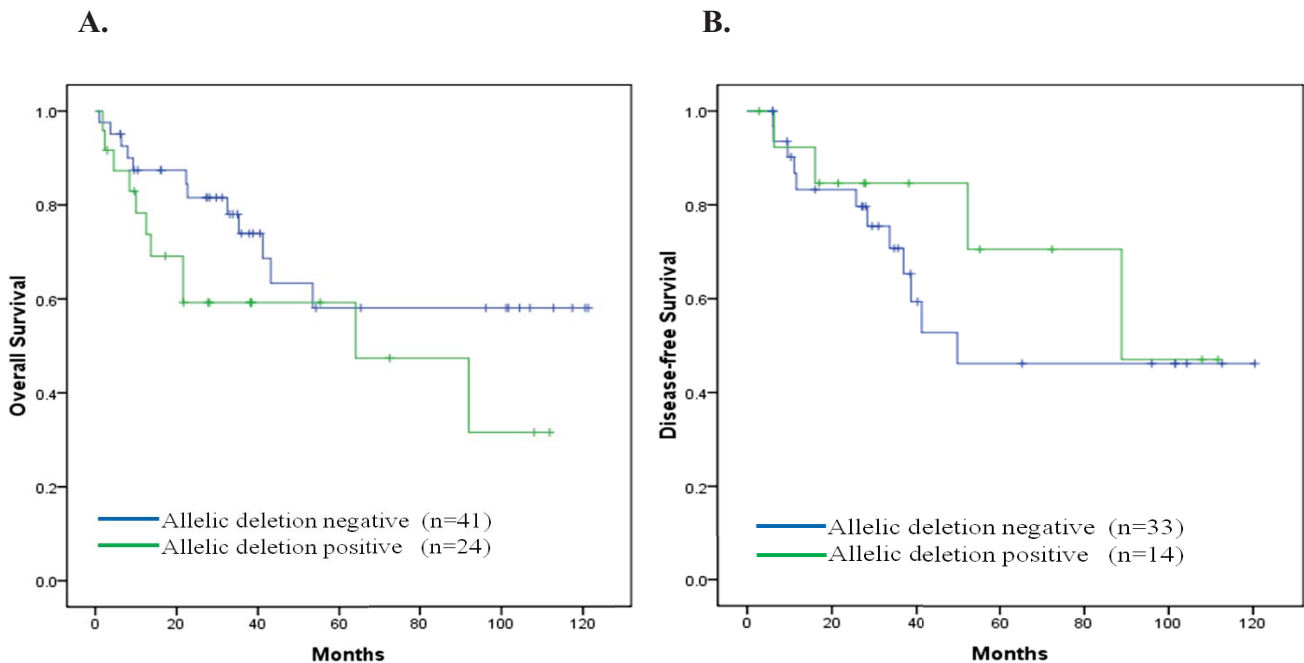 A.
Overall Survival
1.0
0.8
0.6
0.4
0.2
0.0
Allelic deletion negative (n=41)
Allelic deletion positive (n=24)
0 20 40 60 80 100 120
Months
B.
Disease-free Survival
1.0
0.8
0.6
0.4
0.2
0.0
Allelic deletion negative (n=33)
Allelic deletion positive (n=14)
0 20 40 60 80 100 120
Months